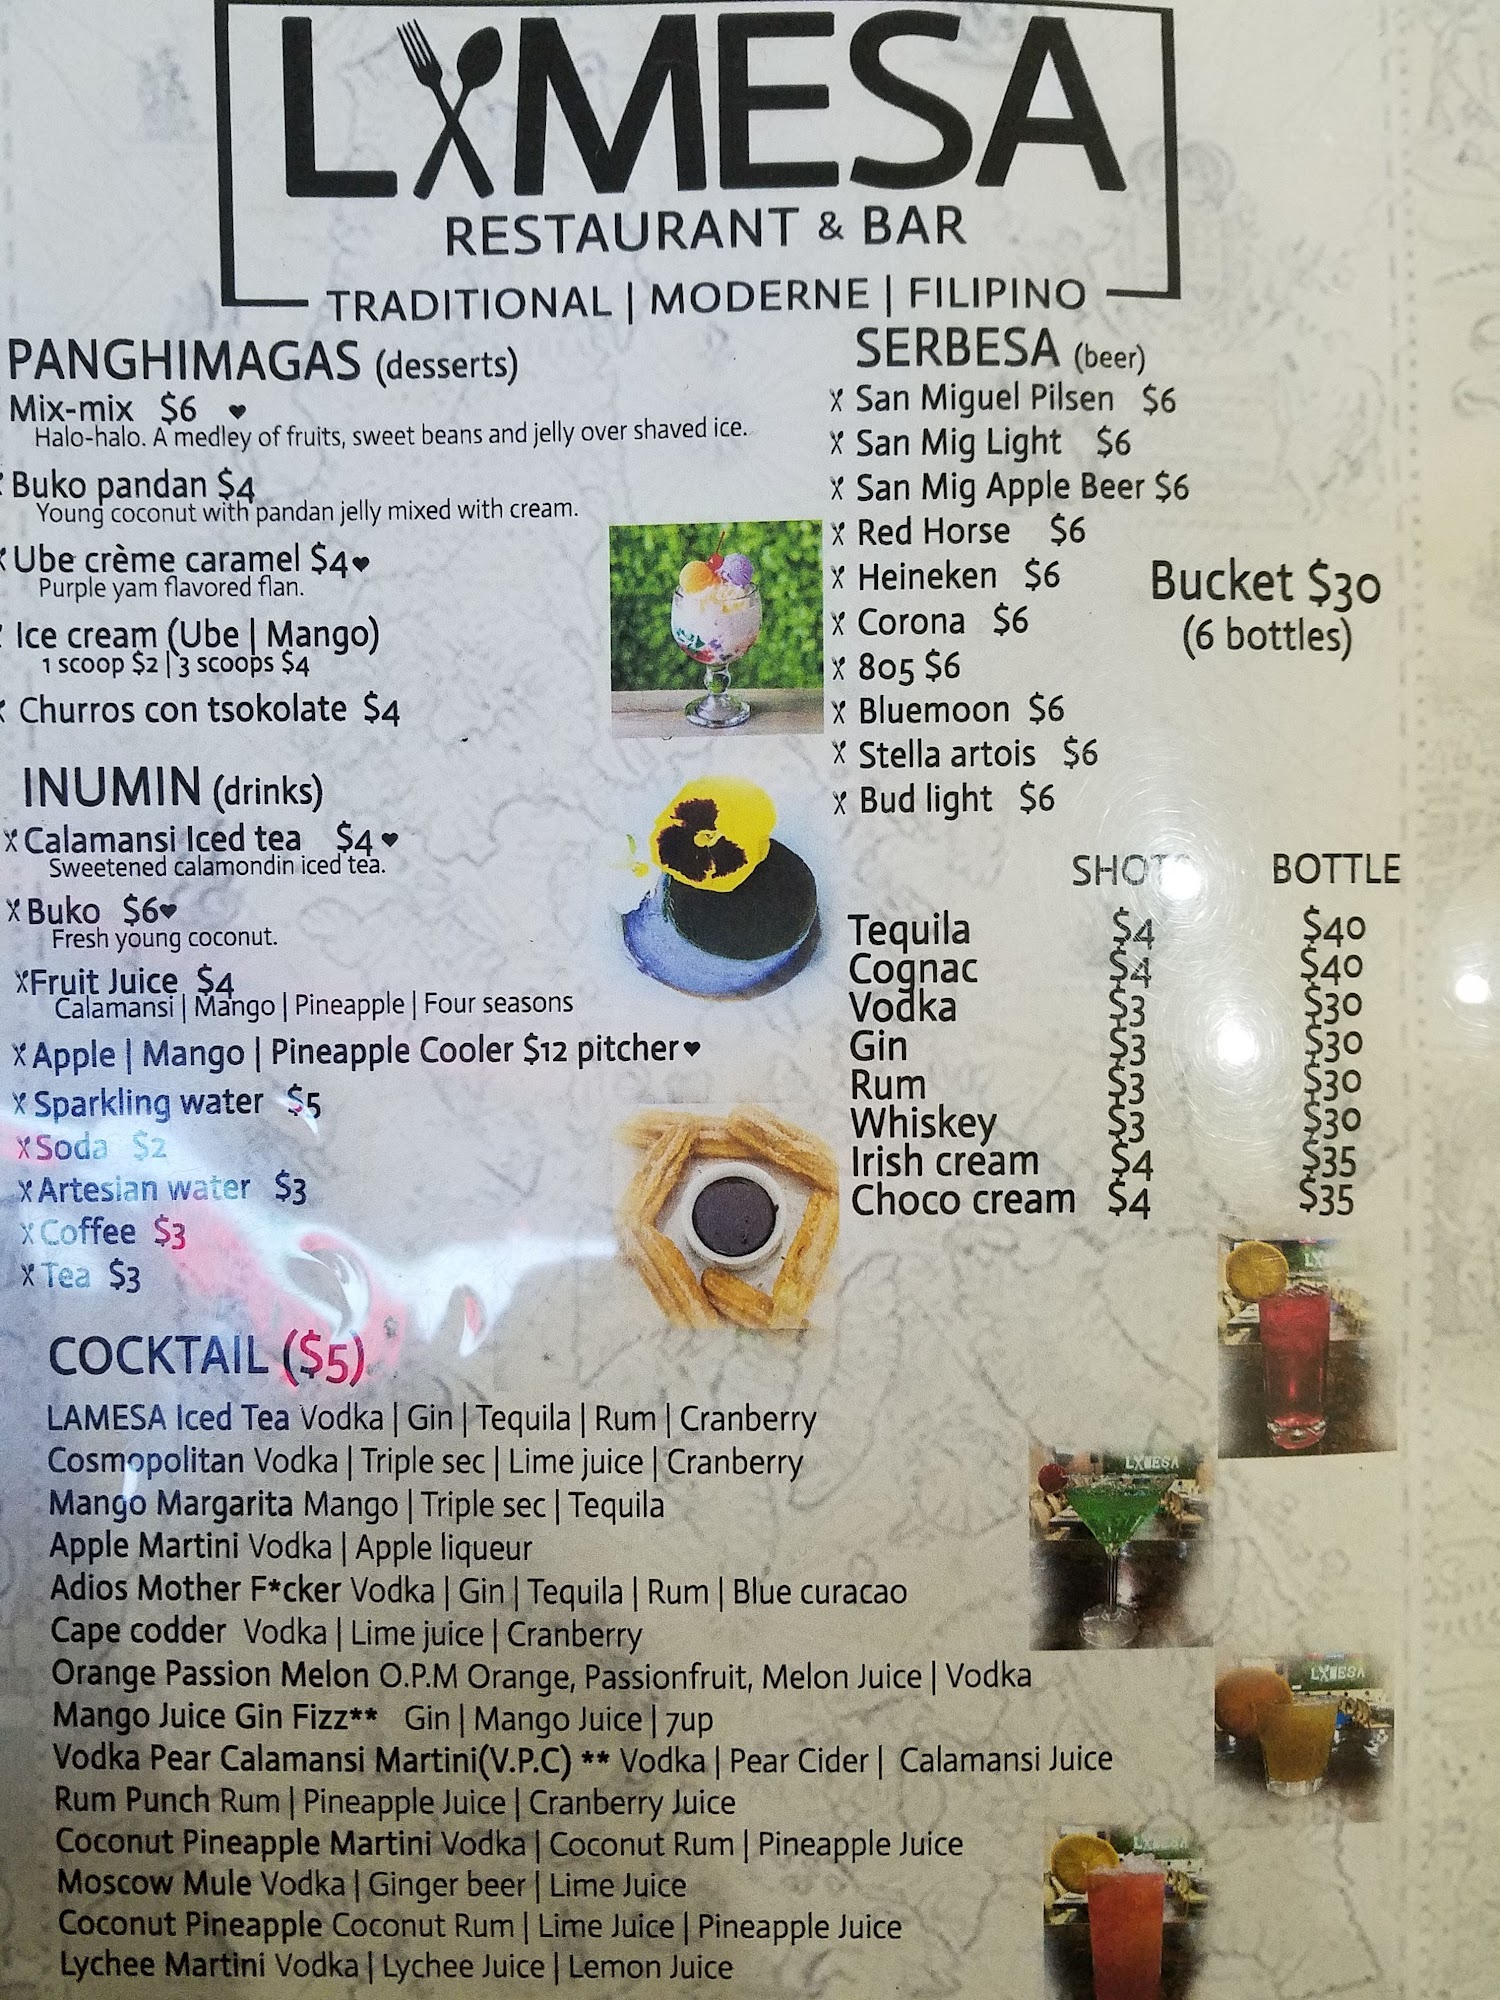 LAMESA
RESTAURANT & BAR
TRADITIONAL | MODERNE | FILIPINO
PANGHIMAGAS (desserts)
Mix-mix $6 ♥
Halo-halo. A medley of fruits, sweet beans and jelly over shaved ice.
Buko pandan $4
Young coconut with pandan jelly mixed with cream.
Ube crème caramel $4♥
Purple yam flavored flan.
Ice cream (Ube | Mango)
1 scoop $2 | 3 scoops $4
Churros con tsokolate $4
INUMIN (drinks)
Calamansi Iced tea $4♥
Sweetened calamondin iced tea.
Buko $6♥
Fresh young coconut.
Fruit Juice $4
Calamansi | Mango | Pineapple | Four seasons
Apple | Mango | Pineapple Cooler $12 pitcher♥
Sparkling water $5
Soda $2
Artesian water $3
Coffee $3
Tea $3
SERBESA (beer)
San Miguel Pilsen $6
San Mig Light $6
San Mig Apple Beer $6
Red Horse $6
Heineken $6
Corona $6
805 $6
Bluemoon $6
Stella artois $6
Bud light $6
Bucket $30
(6 bottles)
SHOTS BOTTLE
Tequila $4 $40
Cognac $4 $40
Vodka $3 $30
Gin $3 $30
Rum $3 $30
Whiskey $3 $30
Irish cream $4 $35
Choco cream $4 $35
COCKTAIL ($5)
LAMESA Iced Tea Vodka | Gin | Tequila | Rum | Cranberry
Cosmopolitan Vodka | Triple sec | Lime juice | Cranberry
Mango Margarita Mango | Triple sec | Tequila
Apple Martini Vodka | Apple liqueur
Adios Mother F*cker Vodka | Gin | Tequila | Rum | Blue curacao
Cape codder Vodka | Lime juice | Cranberry
Orange Passion Melon O.P.M Orange, Passionfruit, Melon Juice | Vodka
Mango Juice Gin Fizz** Gin | Mango Juice | 7up
Vodka Pear Calamansi Martini(V.P.C) ** Vodka | Pear Cider | Calamansi Juice
Rum Punch Rum | Pineapple Juice | Cranberry Juice
Coconut Pineapple Martini Vodka | Coconut Rum | Pineapple Juice
Moscow Mule Vodka | Ginger beer | Lime Juice
Coconut Pineapple Coconut Rum | Lime Juice | Pineapple Juice
Lychee Martini Vodka | Lychee Juice | Lemon Juice
LAMESA
LAMESA